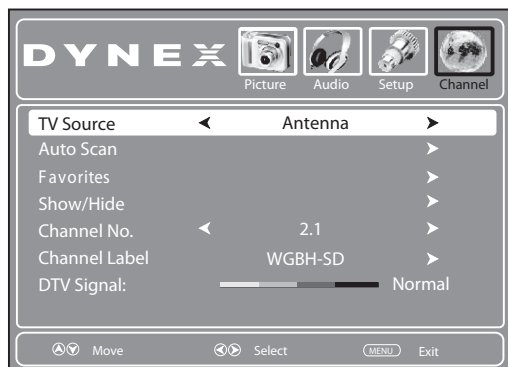 DYNEX
Picture Audio Setup Channel
TV Source Antenna
Auto Scan
Favorites
Show/Hide
Channel No. 2.1
Channel Label WGBH-SD
DTV Signal: Normal
Move Select MENU Exit